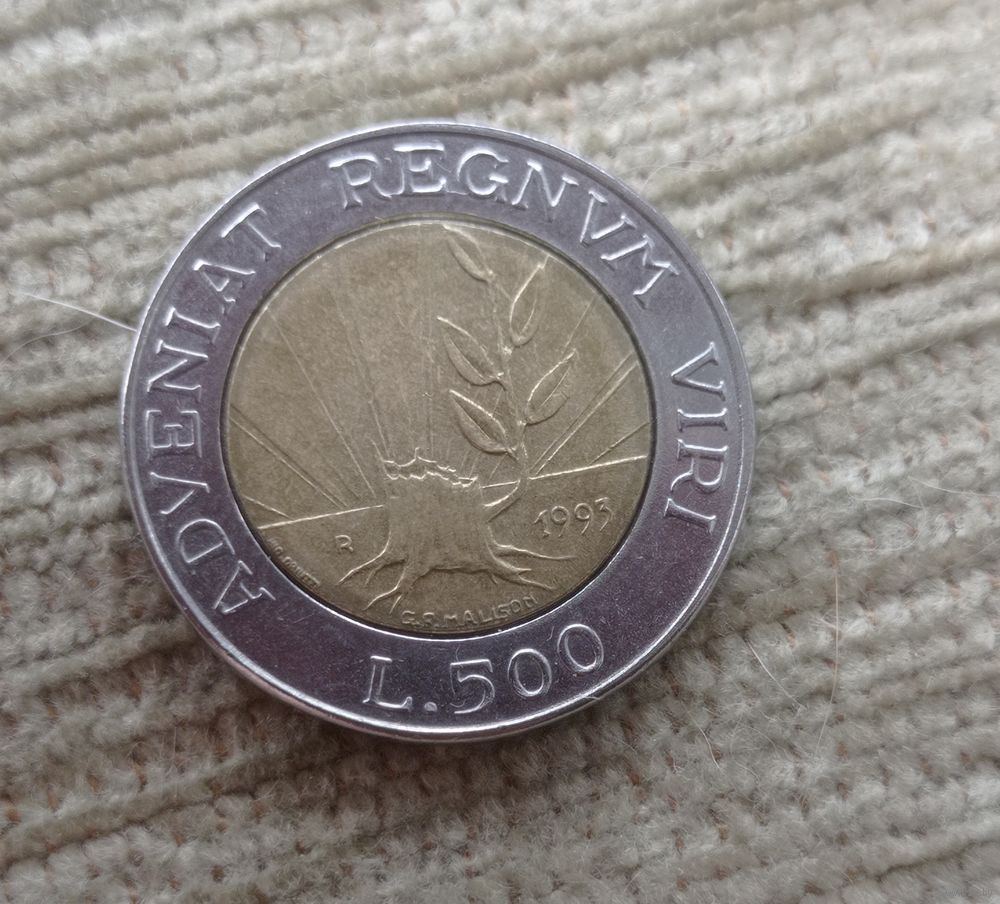 ADVENIAT REGNVM VIRI
1993
R
L.500